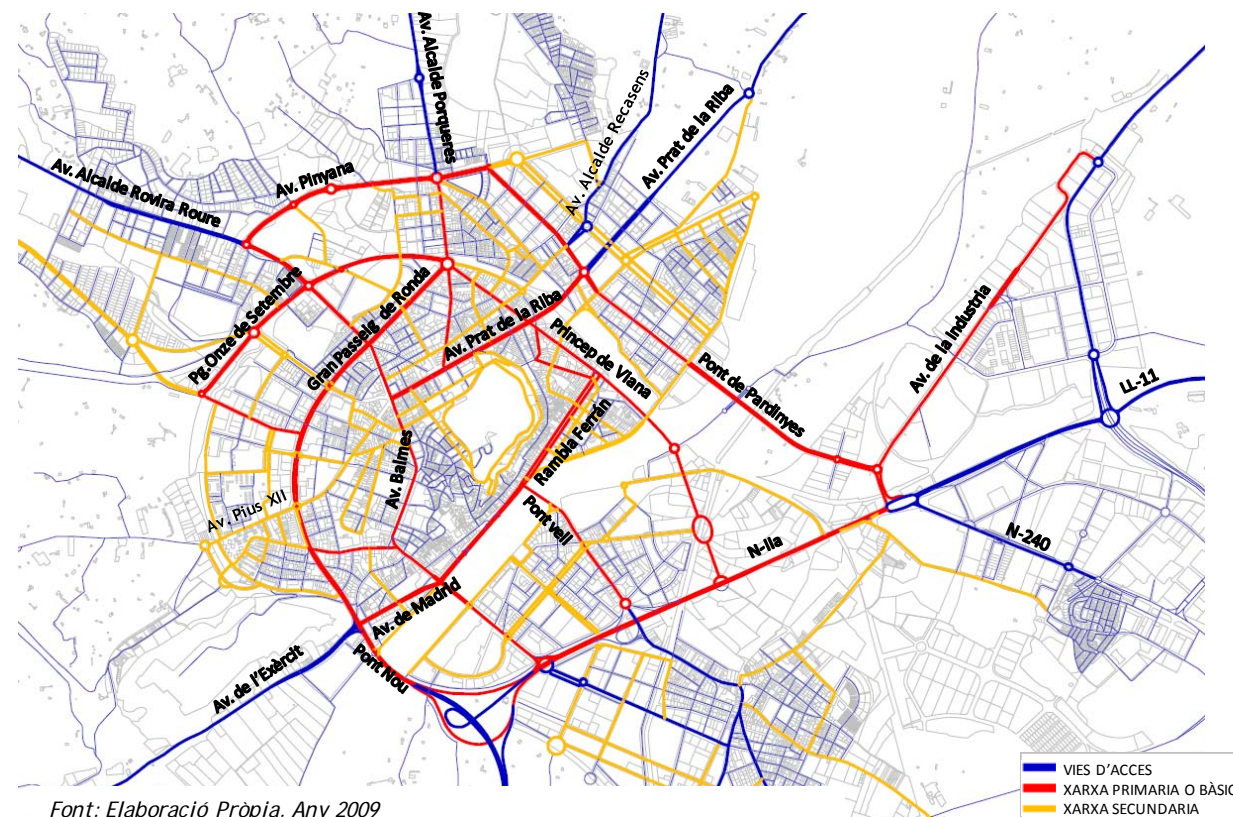 Av. Alcalde Porqueres
Av. Alcalde Recasens
Av. Prat de la Riba
Av. Pinyana
Av. Alcalde Rovira Roure
Pg. Onze de Setembre
Gran Passeig de Ronda
Av. Prat de la Riba
Príncep de Viana
Pont de Pardinyes
Av. de la Industria
LL-11
Rambla Ferrán
Av. Balmes
Av. Pius XII
Pont vell
N-IIa
N-240
Av. de Madrid
Pont Nou
Av. de l'Exèrcit
VIES D'ACCES
XARXA PRIMARIA O BÀSIC
XARXA SECUNDARIA
Font: Elaboració Pròpia. Any 2009